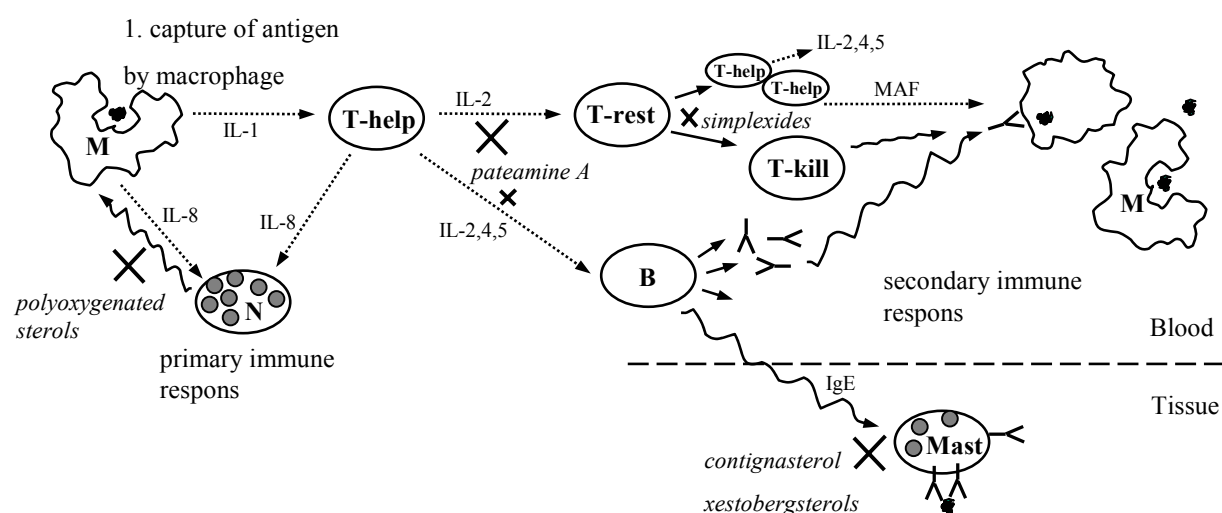 1. capture of antigen
by macrophage
M
IL-1
T-help
IL-2
pateamine A
IL-2,4,5
T-rest
simplexides
T-help
T-help
IL-2,4,5
MAF
T-kill
M
IL-8
IL-8
polyoxygenated
sterols
N
primary immune
respons
B
secondary immune
respons
Blood
IgE
Tissue
Mast
contignasterol
xestobergsterols